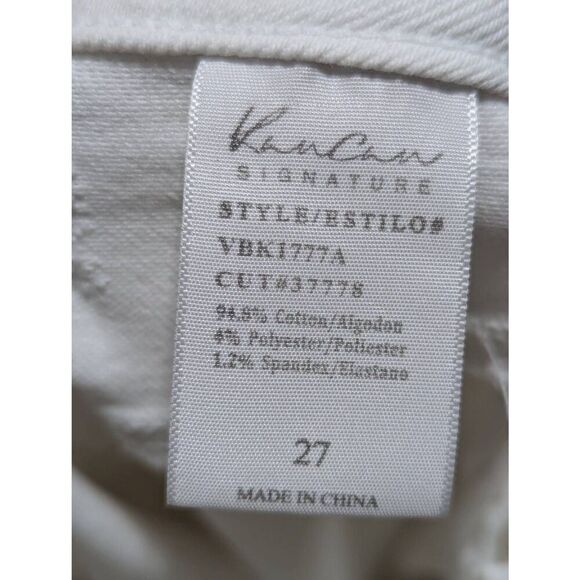 KanCan
SIGNATURE
STYLE/ESTILO#
VBK1777A
CUT#37778
94.8% Cotton/Algodon
4% Polyester/Poliester
1.2% Spandex/Elastano
27
MADE IN CHINA